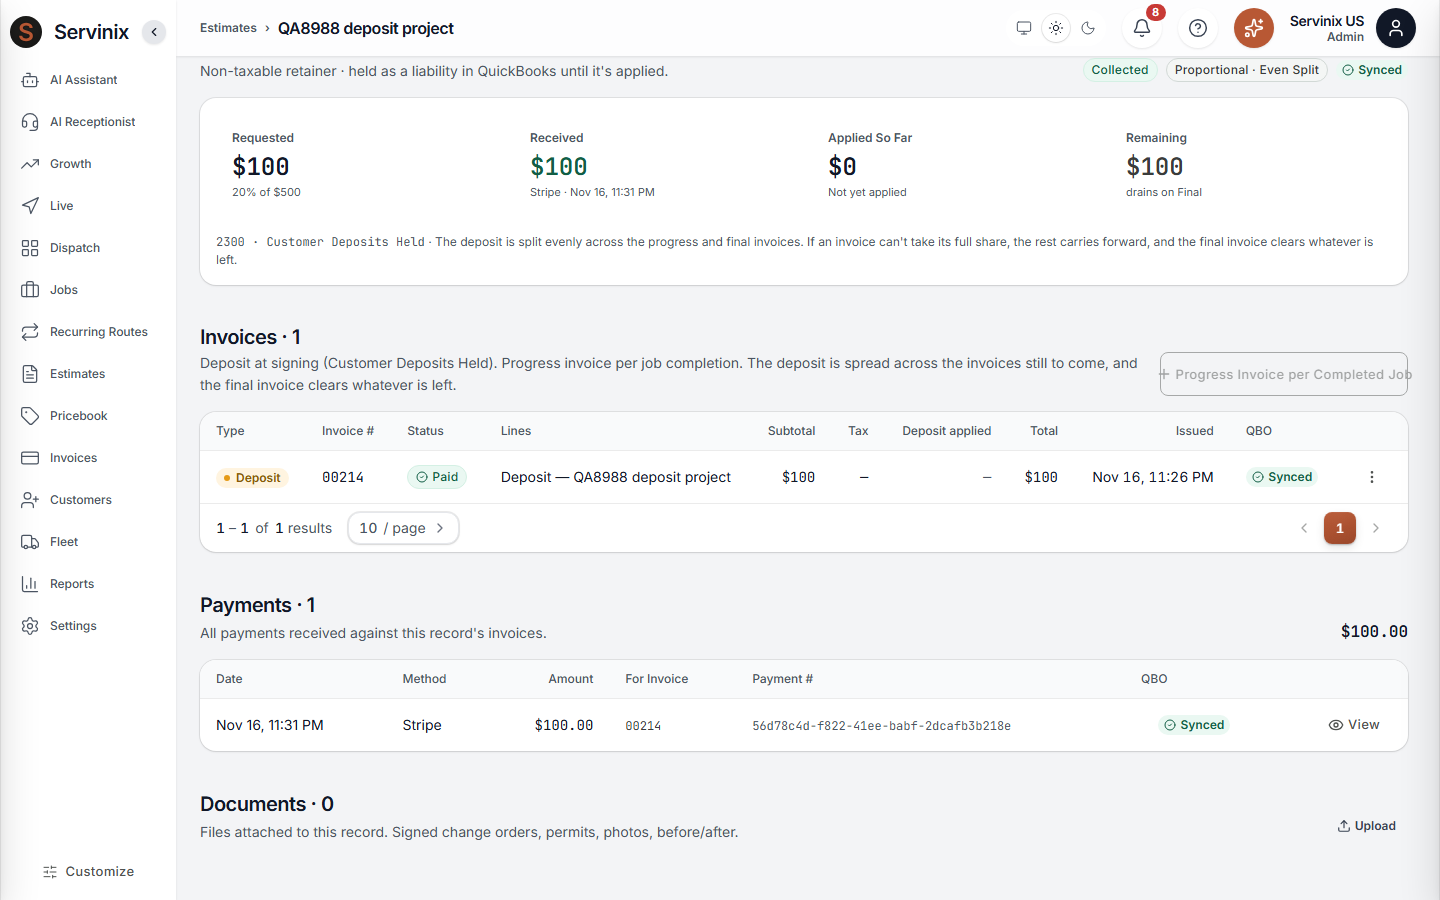 S Servinix
AI Assistant
AI Receptionist
Growth
Live
Dispatch
Jobs
Recurring Routes
Estimates
Pricebook
Invoices
Customers
Fleet
Reports
Settings
Customize
Estimates › QA8988 deposit project
8
Servinix US
Admin
Non-taxable retainer · held as a liability in QuickBooks until it's applied.
Collected Proportional · Even Split Synced
Requested Received Applied So Far Remaining
$100 $100 $0 $100
20% of $500 Stripe · Nov 16, 11:31 PM Not yet applied drains on Final
2300 · Customer Deposits Held · The deposit is split evenly across the progress and final invoices. If an invoice can't take its full share, the rest carries forward, and the final invoice clears whatever is
left.
Invoices · 1
Deposit at signing (Customer Deposits Held). Progress invoice per job completion. The deposit is spread across the invoices still to come, and
the final invoice clears whatever is left.
+ Progress Invoice per Completed Job
Type Invoice # Status Lines Subtotal Tax Deposit applied Total Issued QBO
Deposit 00214 Paid Deposit — QA8988 deposit project $100 — — $100 Nov 16, 11:26 PM Synced
1 – 1 of 1 results 10 / page 1
Payments · 1
All payments received against this record's invoices.
$100.00
Date Method Amount For Invoice Payment # QBO
Nov 16, 11:31 PM Stripe $100.00 00214 56d78c4d-f822-41ee-babf-2dcafb3b218e Synced View
Documents · 0
Files attached to this record. Signed change orders, permits, photos, before/after.
Upload